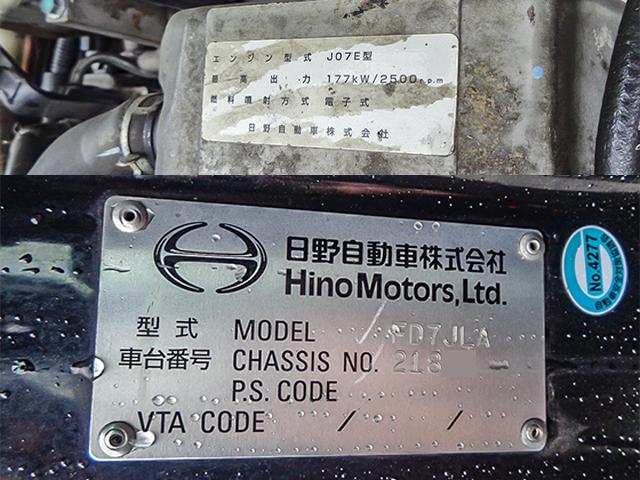 エンジン型式 J07E型
最高出力 177kW/2500r.p.m
燃料噴射方式 電子式
日野自動車株式会社
日野自動車株式会社
Hino Motors, Ltd.
型式 MODEL FD7JLA
車台番号 CHASSIS NO. 218
P.S. CODE
VTA CODE / /
No.4277